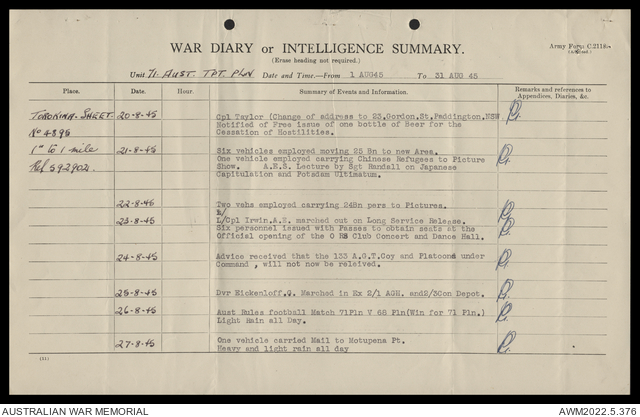 WAR DIARY or INTELLIGENCE SUMMARY.
(Erase heading not required.)
Army Form C.2118.
Unit 71 AUST. TPT. PLN. Date and Time.—From 1 AUG45 To 31 AUG 45
Place. Date. Hour. Summary of Events and Information. Remarks and references to Appendices, Diaries, &c.
TOROKINA SHEET 20-8-45 Cpl Taylor (Change of address to 23,Gordon.St.Paddington.NSW
No 4896 Notified of Free issue of one bottle of Beer for the
Cessation of Hostilities.
1" to 1 mile 21-8-45 Six vehicles employed moving 25 Bn to new Area.
Ref 592902. One vehicle employed carrying Chinese Refugees to Picture
Show. A.E.S. Lecture by Sgt Randell on Japanese
Capitulation and Potsdam Ultimatum.
22-8-45 Two vehs employed carrying 24Bn pers to Pictures.
23-8-45 L/Cpl Irwin.A.E. marched out on Long Service Release.
Six personnel issued with Passes to obtain seats at the
Official opening of the O RS Club Concert and Dance Hall.
24-8-45 Advice received that the 133 A.G.T.Coy and Platoons under
Command , will not now be releived.
25-8-45 Dvr Eickenloff.G. Marched in Ex 2/1 AGH. and2/3Con Depot.
26-8-45 Aust Rules football Match 71Pln V 68 Pln(Win for 71 Pln.)
Light Rain all Day.
27-8-45 One vehicle carried Mail to Motupena Pt.
Heavy and light rain all day
AUSTRALIAN WAR MEMORIAL AWM2022.5.376